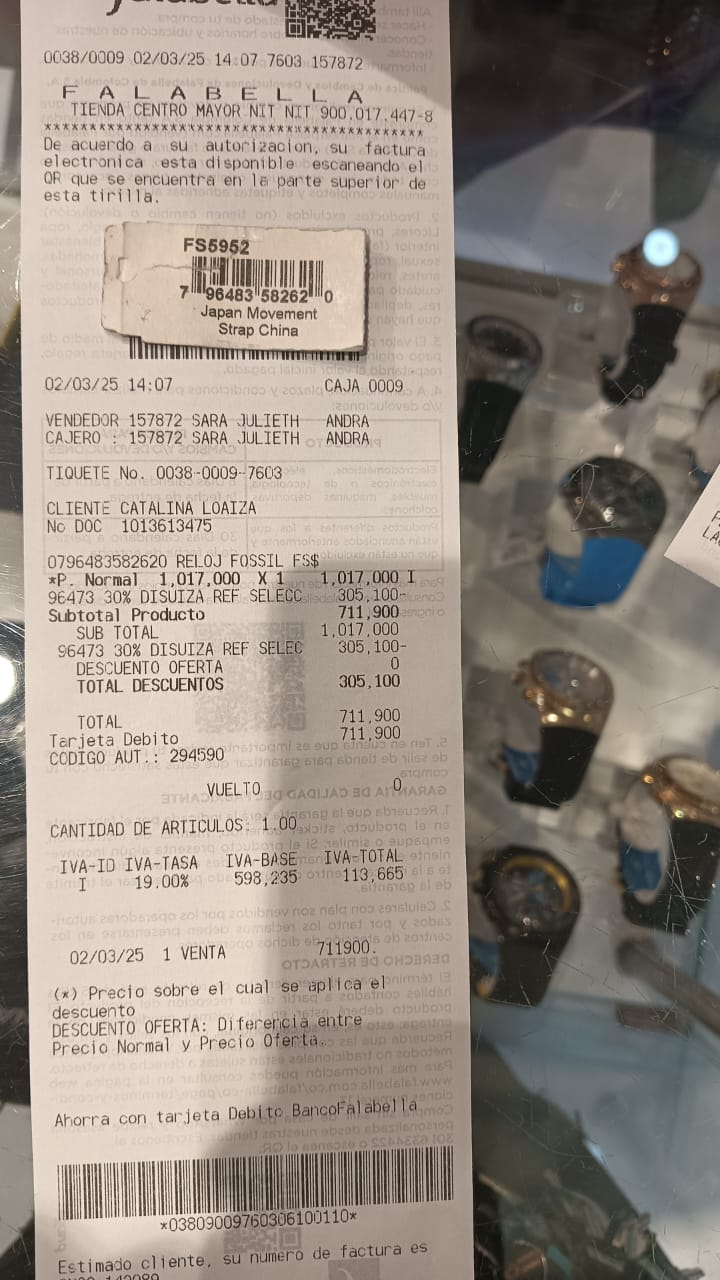 0038/0009 02/03/25 14:07 7603 157872
F A L A B E L L A
TIENDA CENTRO MAYOR NIT NIT 900.017.447-8
******************************************
De acuerdo a su autorizacion, su factura
electronica esta disponible escaneando el
QR que se encuentra en la parte superior de
esta tirilla.
FS5952
7 96483 58262 0
Japan Movement
Strap China
02/03/25 14:07 CAJA 0009
VENDEDOR 157872 SARA JULIETH ANDRA
CAJERO : 157872 SARA JULIETH ANDRA
TIQUETE No. 0038-0009-7603
CLIENTE CATALINA LOAIZA
No DOC 1013613475
0796483582620 RELOJ FOSSIL FS$
*P. Normal 1,017,000 X 1 1,017,000 I
96473 30% DISUIZA REF SELECC 305,100-
Subtotal Producto 711,900
SUB TOTAL 1,017,000
96473 30% DISUIZA REF SELEC 305,100-
DESCUENTO OFERTA 0
TOTAL DESCUENTOS 305,100
TOTAL 711,900
Tarjeta Debito 711,900
CODIGO AUT.: 294590
VUELTO 0
CANTIDAD DE ARTICULOS: 1.00
IVA-ID IVA-TASA IVA-BASE IVA-TOTAL
I 19.00% 598,235 113,665
02/03/25 1 VENTA 711900.
(*) Precio sobre el cual se aplica el
descuento
DESCUENTO OFERTA: Diferencia entre
Precio Normal y Precio Oferta.
Ahorra con tarjeta Debito BancoFalabella
*03809009760306100110*
Estimado cliente, su numero de factura es